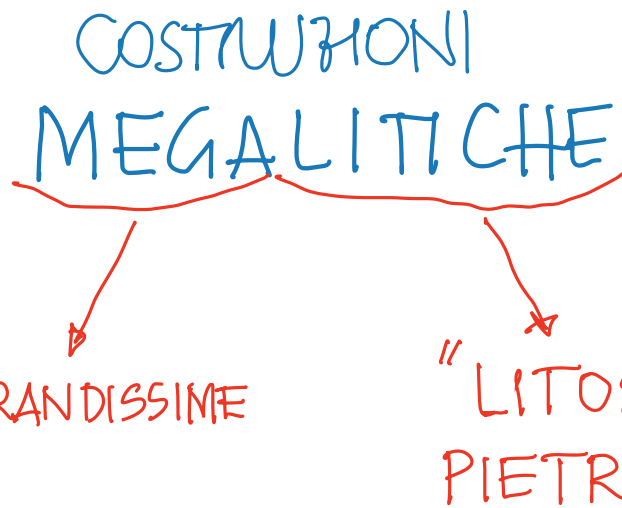 COSTRUZIONI
MEGALITICHE
RANDISSIME
"LITOS
PIETR